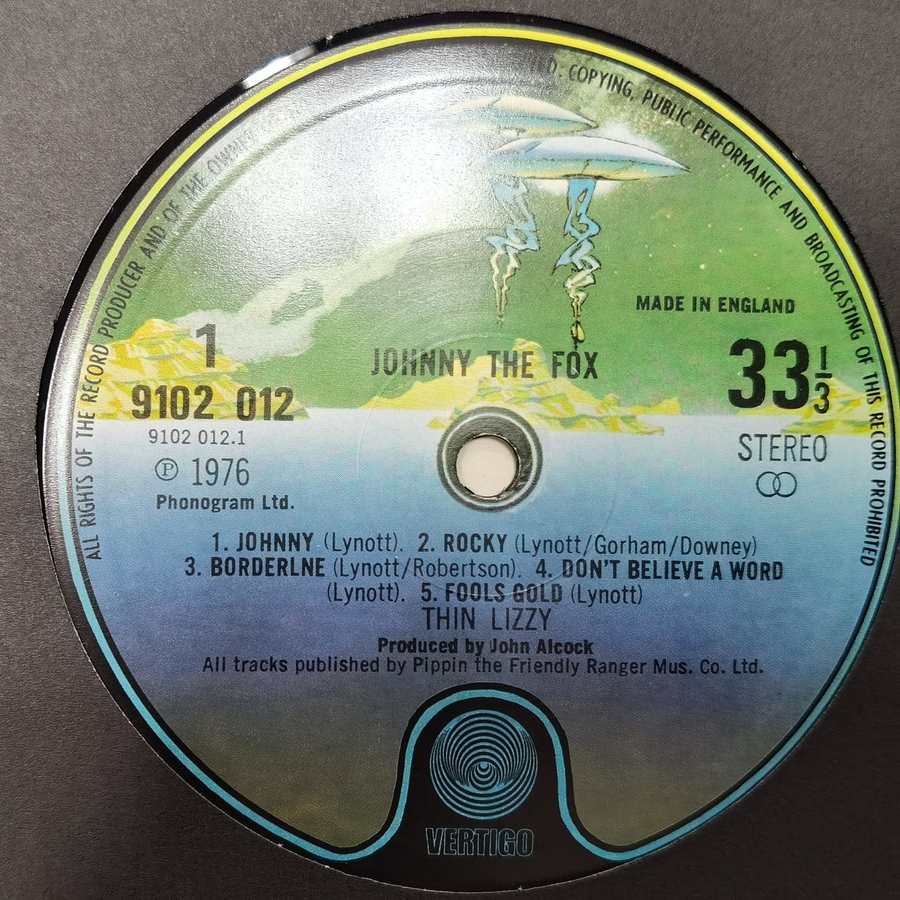 ALL RIGHTS OF THE RECORD PRODUCER AND OF THE
COPYING, PUBLIC PERFORMANCE AND BROADCASTING OF THIS RECORD PROHIBITED
MADE IN ENGLAND
1
JOHNNY THE FOX
33 1/3
9102 012
9102 012.1
STEREO
Ⓟ 1976
Phonogram Ltd.
1. JOHNNY (Lynott). 2. ROCKY (Lynott/Gorham/Downey)
3. BORDERLNE (Lynott/Robertson). 4. DON'T BELIEVE A WORD
(Lynott). 5. FOOLS GOLD (Lynott)
THIN LIZZY
Produced by John Alcock
All tracks published by Pippin the Friendly Ranger Mus. Co. Ltd.
VERTIGO